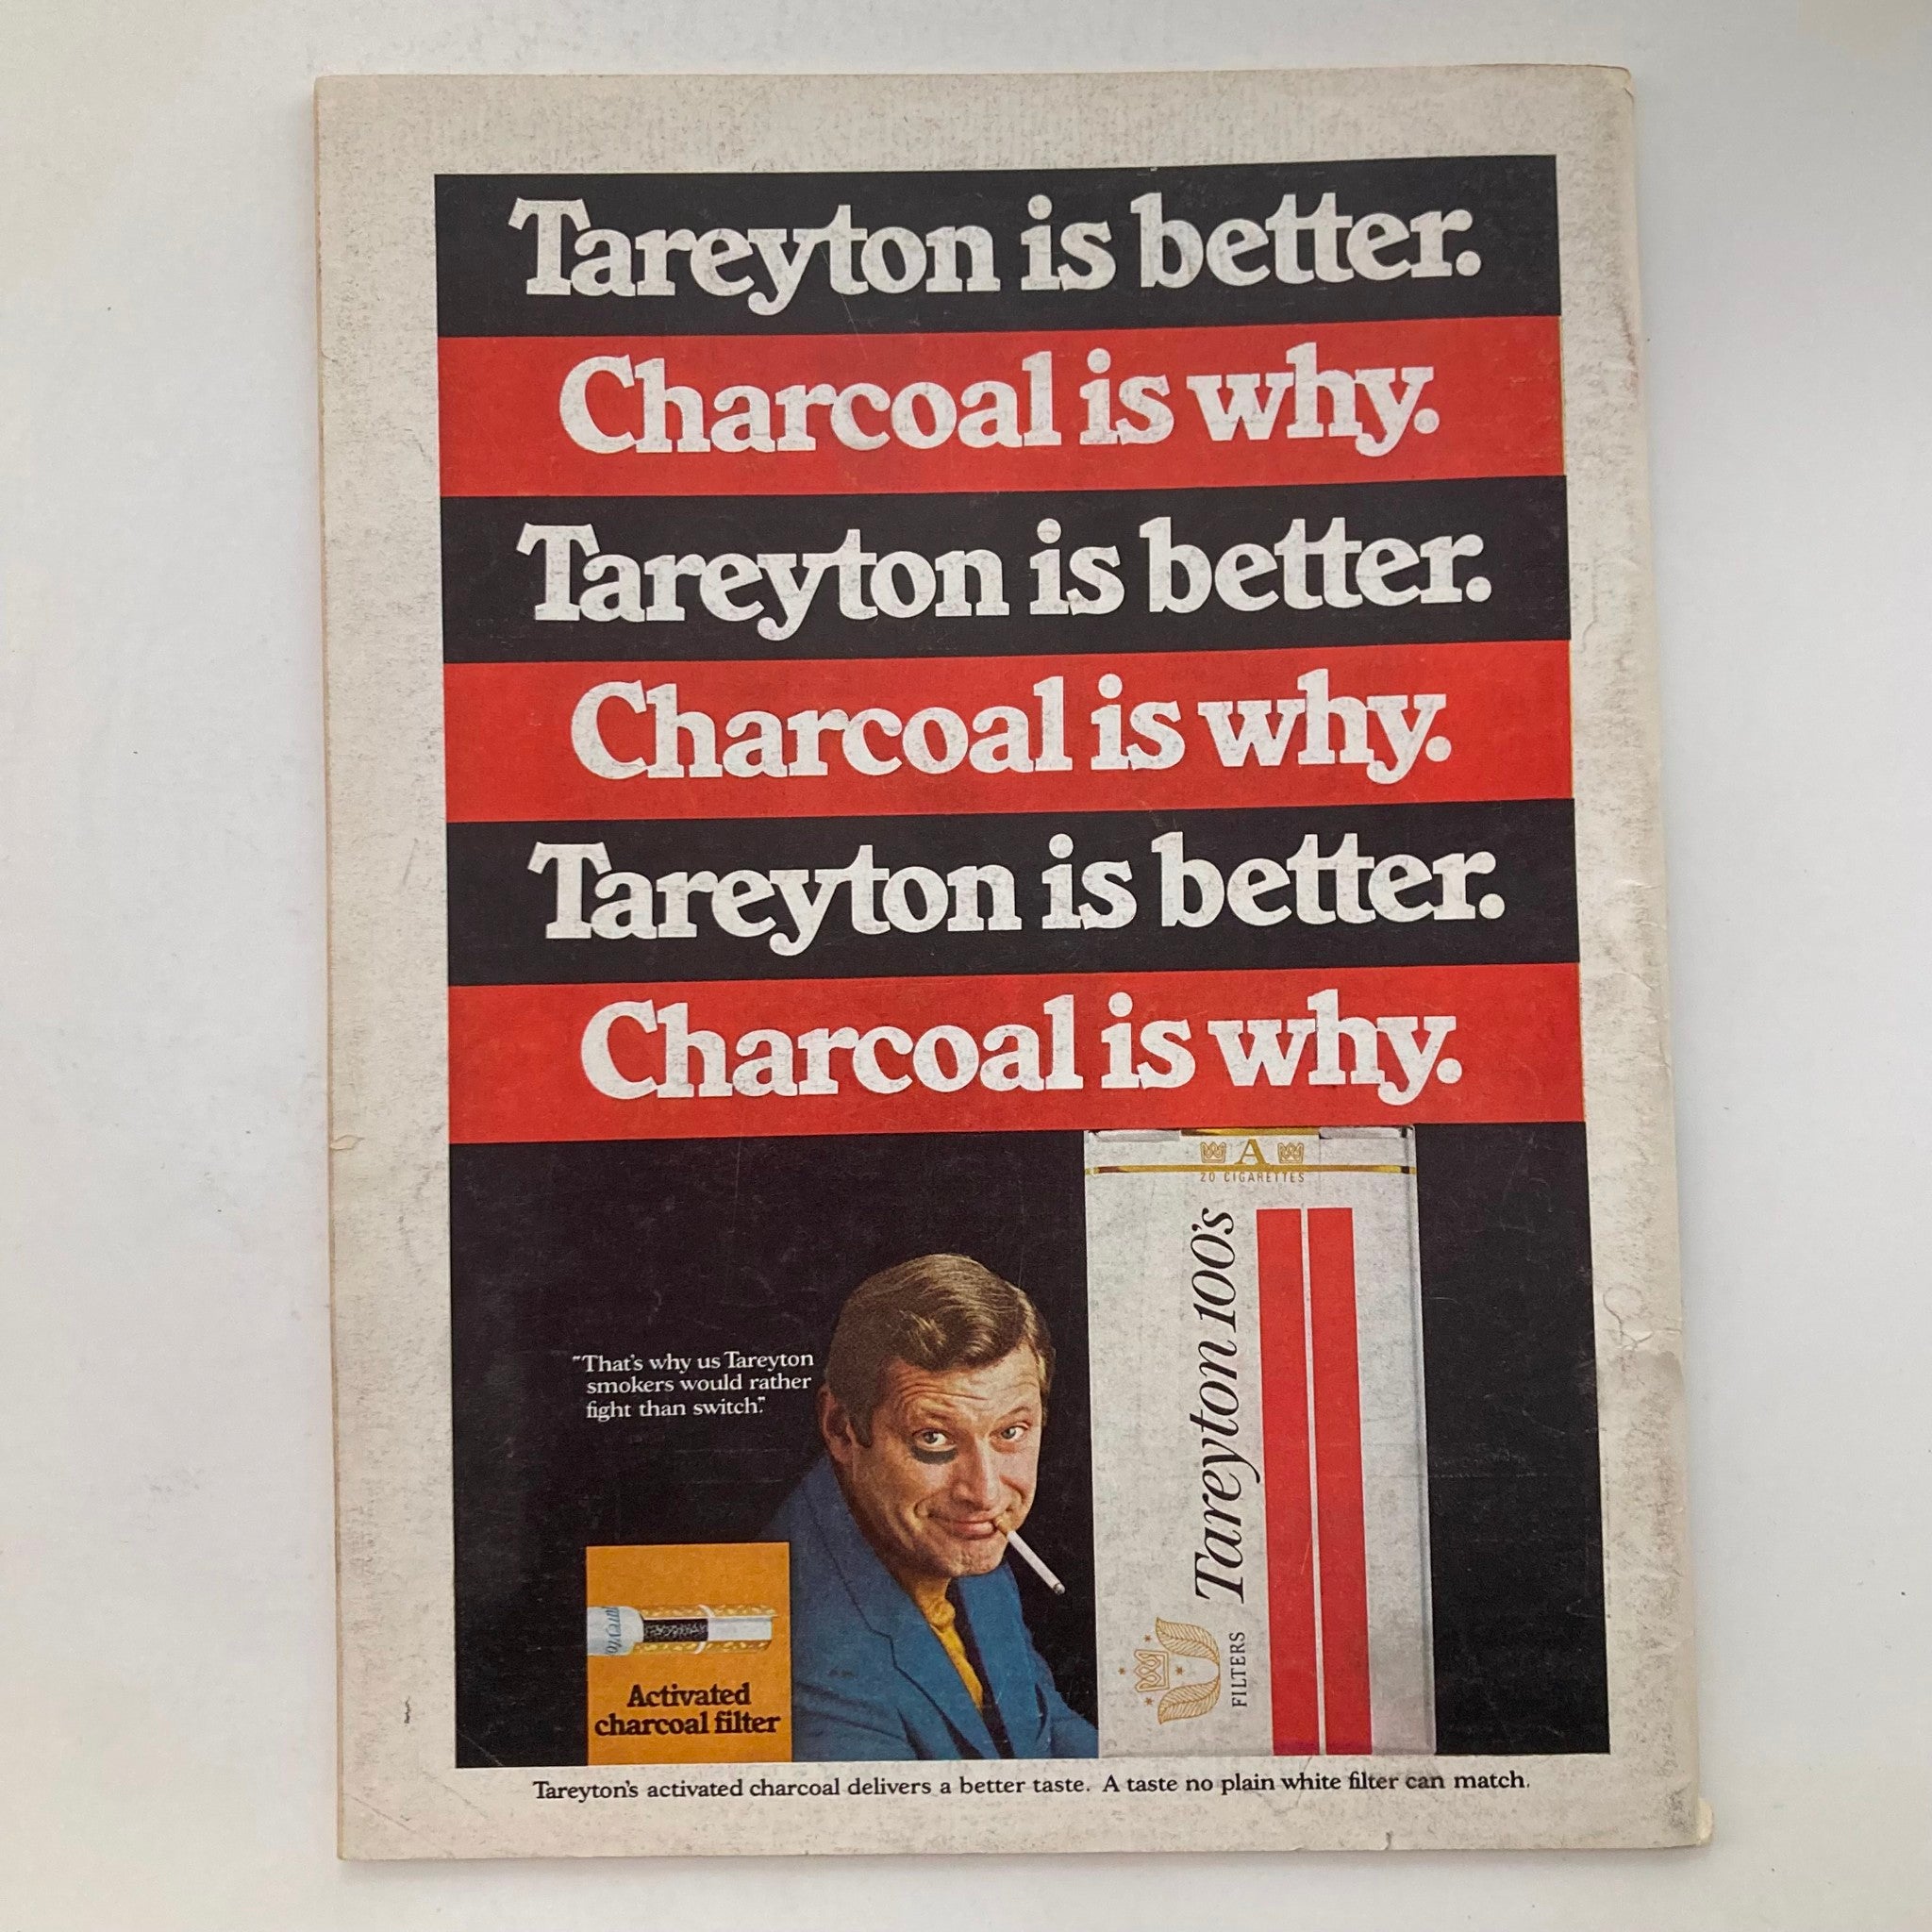 Tareyton is better.
Charcoal is why.
Tareyton is better.
Charcoal is why.
Tareyton is better.
Charcoal is why.
A
20 CIGARETTES
Tareyton 100's
FILTERS
"That's why us Tareyton
smokers would rather
fight than switch."
Activated
charcoal filter
Tareyton's activated charcoal delivers a better taste. A taste no plain white filter can match.